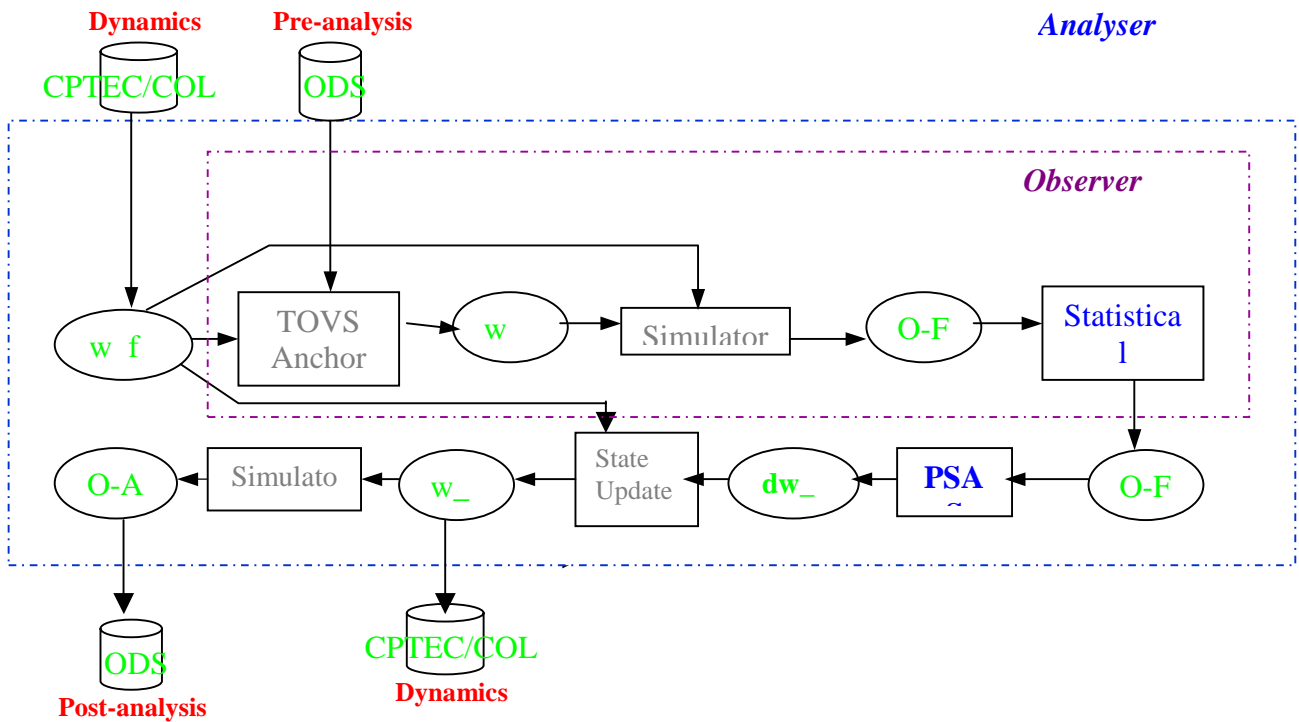 Dynamics
Pre-analysis
Analyser
CPTEC/COL
ODS
Observer
TOVS
Anchor
w f
w
Simulator
O-F
Statistica
l
O-A
Simulato
w_
State
Update
dw_
PSA
O-F
ODS
CPTEC/COL
Post-analysis
Dynamics